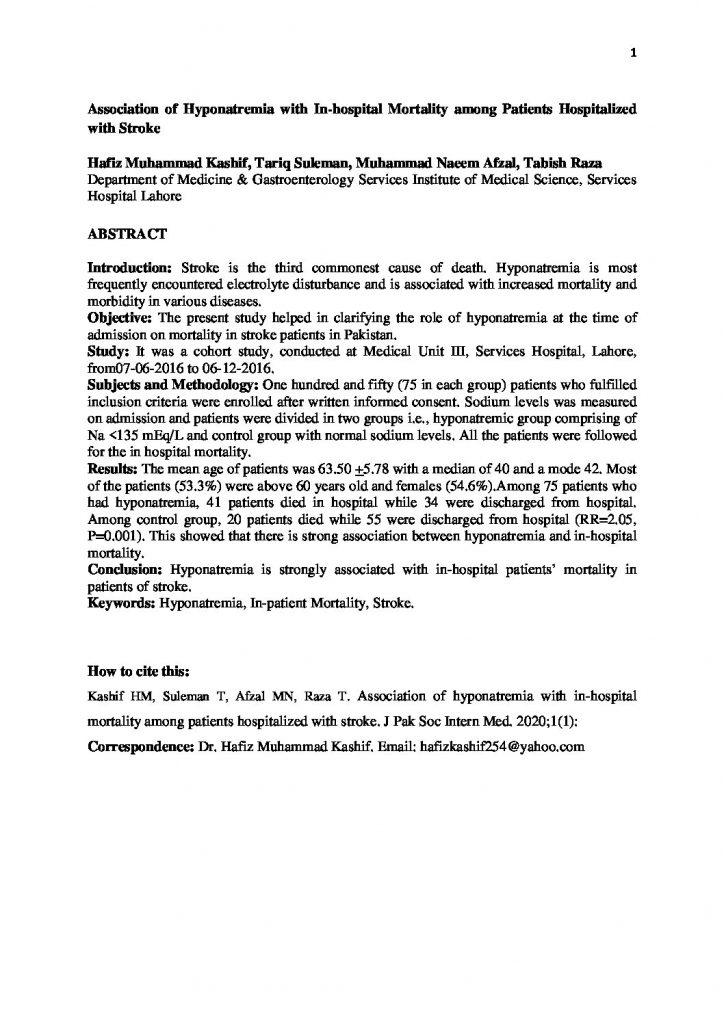 1
Association of Hyponatremia with In-hospital Mortality among Patients Hospitalized
with Stroke
Hafiz Muhammad Kashif, Tariq Suleman, Muhammad Naeem Afzal, Tabish Raza
Department of Medicine & Gastroenterology Services Institute of Medical Science, Services
Hospital Lahore
ABSTRACT
Introduction: Stroke is the third commonest cause of death. Hyponatremia is most
frequently encountered electrolyte disturbance and is associated with increased mortality and
morbidity in various diseases.
Objective: The present study helped in clarifying the role of hyponatremia at the time of
admission on mortality in stroke patients in Pakistan.
Study: It was a cohort study, conducted at Medical Unit III, Services Hospital, Lahore,
from07-06-2016 to 06-12-2016.
Subjects and Methodology: One hundred and fifty (75 in each group) patients who fulfilled
inclusion criteria were enrolled after written informed consent. Sodium levels was measured
on admission and patients were divided in two groups i.e., hyponatremic group comprising of
Na <135 mEq/L and control group with normal sodium levels. All the patients were followed
for the in hospital mortality.
Results: The mean age of patients was 63.50 ±5.78 with a median of 40 and a mode 42. Most
of the patients (53.3%) were above 60 years old and females (54.6%).Among 75 patients who
had hyponatremia, 41 patients died in hospital while 34 were discharged from hospital.
Among control group, 20 patients died while 55 were discharged from hospital (RR=2.05,
P=0.001). This showed that there is strong association between hyponatremia and in-hospital
mortality.
Conclusion: Hyponatremia is strongly associated with in-hospital patients’ mortality in
patients of stroke.
Keywords: Hyponatremia, In-patient Mortality, Stroke.
How to cite this:
Kashif HM, Suleman T, Afzal MN, Raza T. Association of hyponatremia with in-hospital
mortality among patients hospitalized with stroke. J Pak Soc Intern Med. 2020;1(1):
Correspondence: Dr. Hafiz Muhammad Kashif. Email: hafizkashif254@yahoo.com